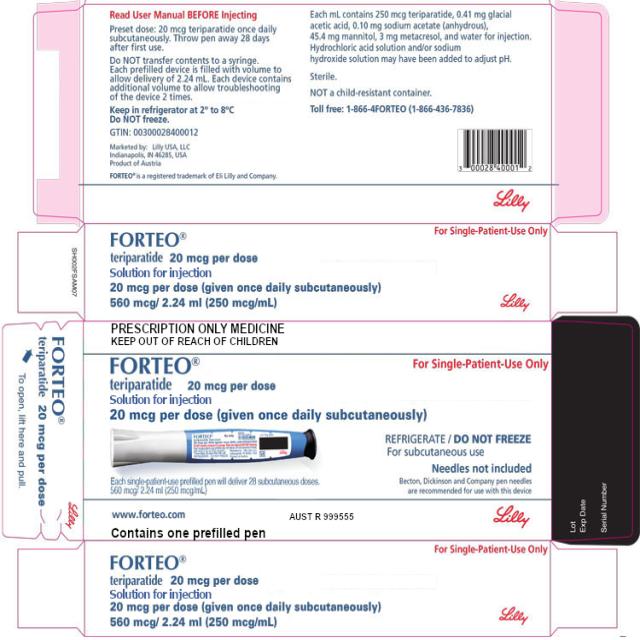 Read User Manual BEFORE Injecting
Preset dose: 20 mcg teriparatide once daily
subcutaneously. Throw pen away 28 days
after first use.
Do NOT transfer contents to a syringe.
Each prefilled device is filled with volume to
allow delivery of 2.24 mL. Each device contains
additional volume to allow troubleshooting
of the device 2 times.
Keep in refrigerator at 2° to 8°C
Do NOT freeze.
GTIN: 00300028400012
Marketed by: Lilly USA, LLC
Indianapolis, IN 46285, USA
Product of Austria
FORTEO® is a registered trademark of Eli Lilly and Company.
Each mL contains 250 mcg teriparatide, 0.41 mg glacial
acetic acid, 0.10 mg sodium acetate (anhydrous),
45.4 mg mannitol, 3 mg metacresol, and water for injection.
Hydrochloric acid solution and/or sodium
hydroxide solution may have been added to adjust pH.
Sterile.
NOT a child-resistant container.
Toll free: 1-866-4FORTEO (1-866-436-7836)
3 00028 40001 2
Lilly
SH002FSAM07
FORTEO®
teriparatide 20 mcg per dose
Solution for injection
20 mcg per dose (given once daily subcutaneously)
560 mcg/ 2.24 ml (250 mcg/mL)
For Single-Patient-Use Only
Lilly
FORTEO®
teriparatide 20 mcg per dose
To open, lift here and pull.
Lilly
PRESCRIPTION ONLY MEDICINE
KEEP OUT OF REACH OF CHILDREN
FORTEO®
For Single-Patient-Use Only
teriparatide 20 mcg per dose
Solution for injection
20 mcg per dose (given once daily subcutaneously)
FORTEO®
REFRIGERATE / DO NOT FREEZE
For subcutaneous use
Needles not included
Becton, Dickinson and Company pen needles
are recommended for use with this device
Each single-patient-use prefilled pen will deliver 28 subcutaneous doses.
560 mcg/ 2.24 ml (250 mcg/mL)
www.forteo.com
AUST R 999555
Lilly
Contains one prefilled pen
Lot
Exp Date
Serial Number
FORTEO®
For Single-Patient-Use Only
teriparatide 20 mcg per dose
Solution for injection
20 mcg per dose (given once daily subcutaneously)
560 mcg/ 2.24 ml (250 mcg/mL)
Lilly